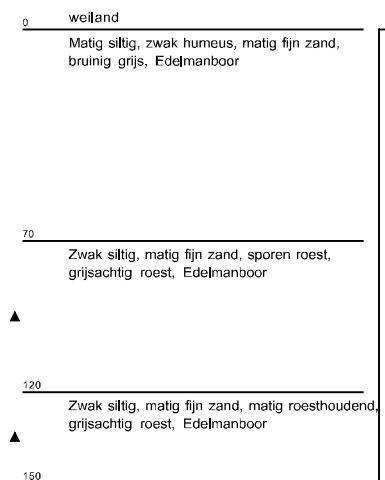 weiland
0
Matig siltig, zwak humeus, matig fijn zand,
bruinig grijs, Edelmanboor
70
Zwak siltig, matig fijn zand, sporen roest,
grijsachtig roest, Edelmanboor
120
Zwak siltig, matig fijn zand, matig roesthoudend,
grijsachtig roest, Edelmanboor
150